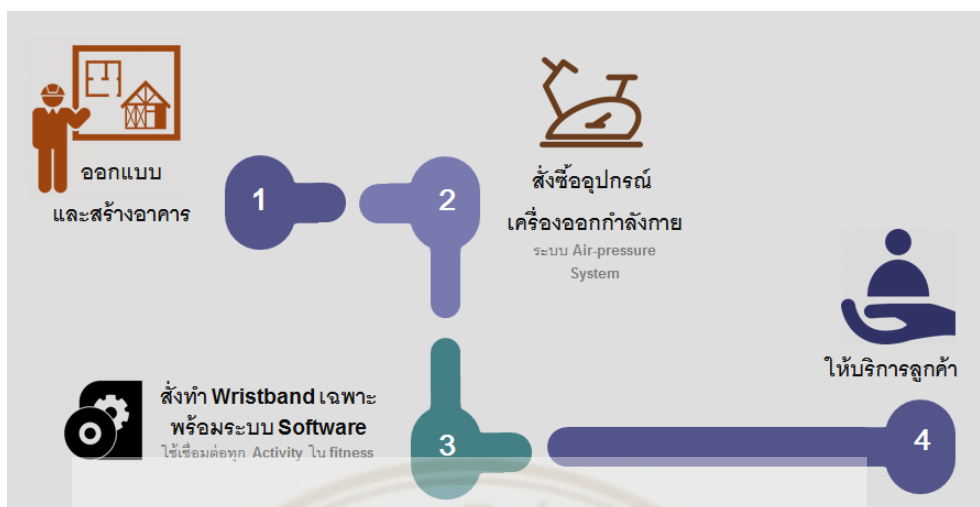 ออกแบบ
และสร้างอาคาร
1
2
สั่งซื้ออุปกรณ์
เครื่องออกกำลังกาย
ระบบ Air-pressure
System
สั่งทำ Wristband เฉพาะ
พร้อมระบบ Software
ใช้เชื่อมต่อทุก Activity ใน fitness
3
ให้บริการลูกค้า
4